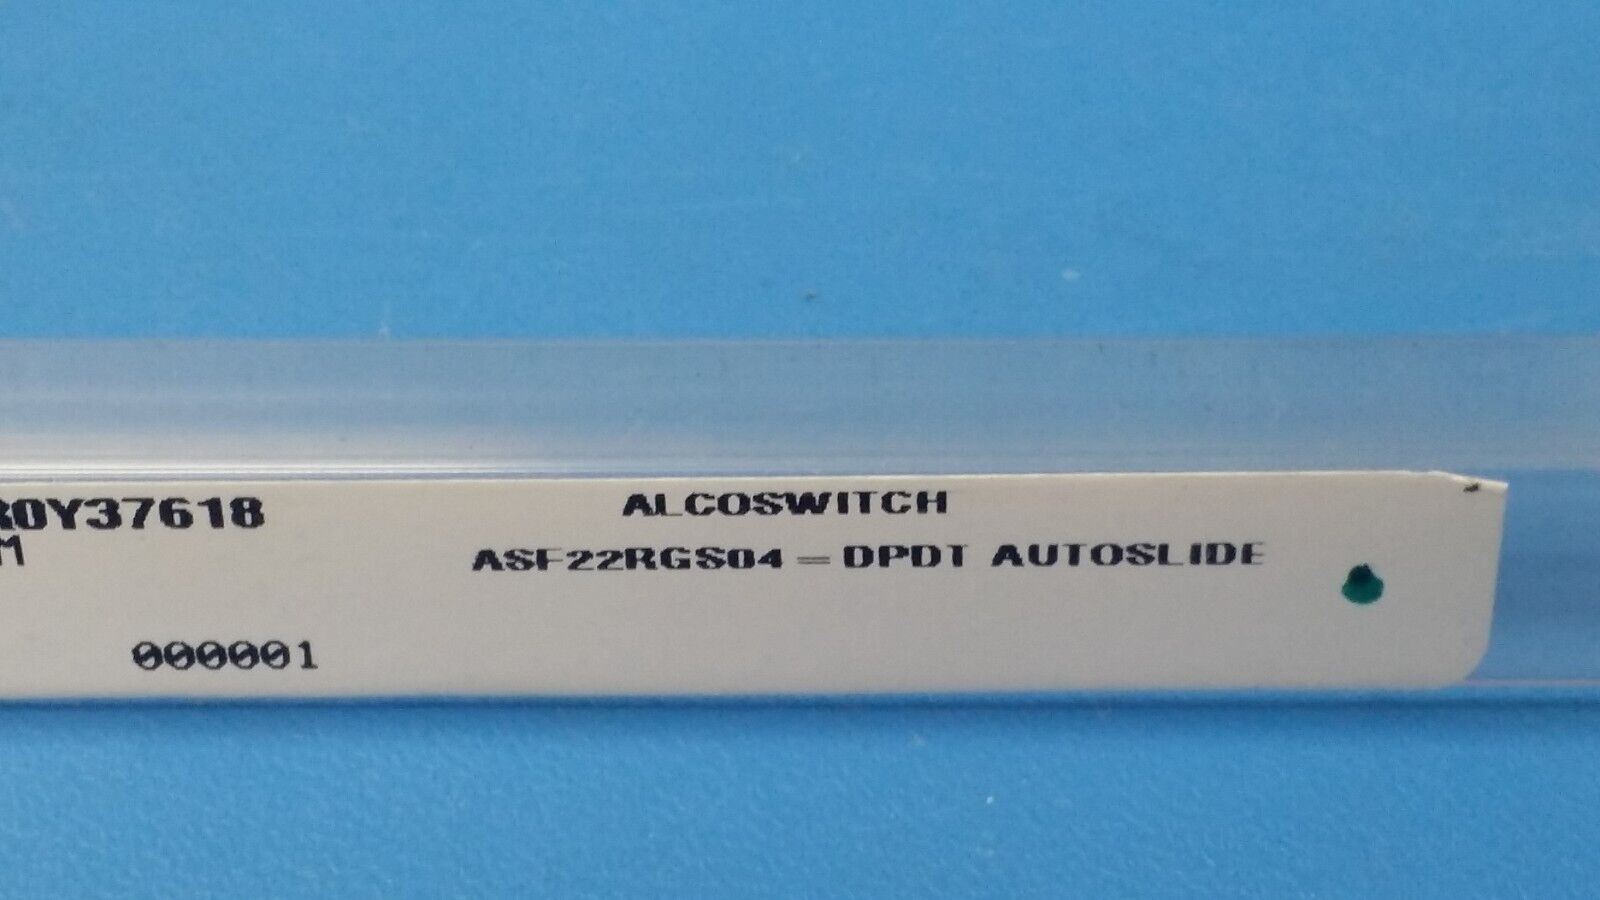 R0Y37618
M
ALCOSWITCH
ASF22RGS04 = DPDT AUTOSLIDE
000001